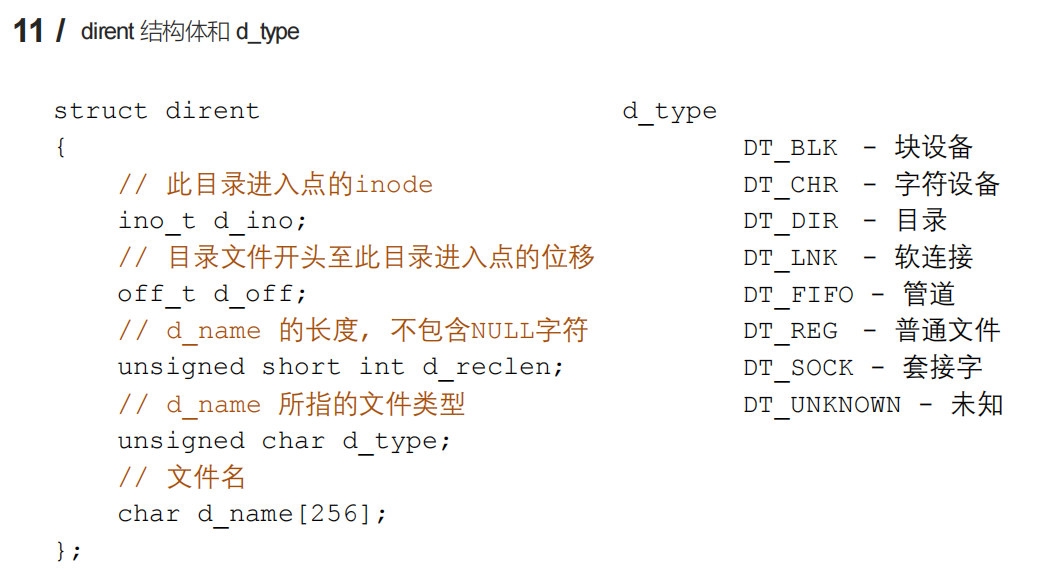 11 / dirent 结构体和 d_type
struct dirent
{
// 此目录进入点的inode
ino_t d_ino;
// 目录文件开头至此目录进入点的位移
off_t d_off;
// d_name 的长度, 不包含NULL字符
unsigned short int d_reclen;
// d_name 所指的文件类型
unsigned char d_type;
// 文件名
char d_name[256];
};
d_type
DT_BLK - 块设备
DT_CHR - 字符设备
DT_DIR - 目录
DT_LNK - 软连接
DT_FIFO - 管道
DT_REG - 普通文件
DT_SOCK - 套接字
DT_UNKNOWN - 未知